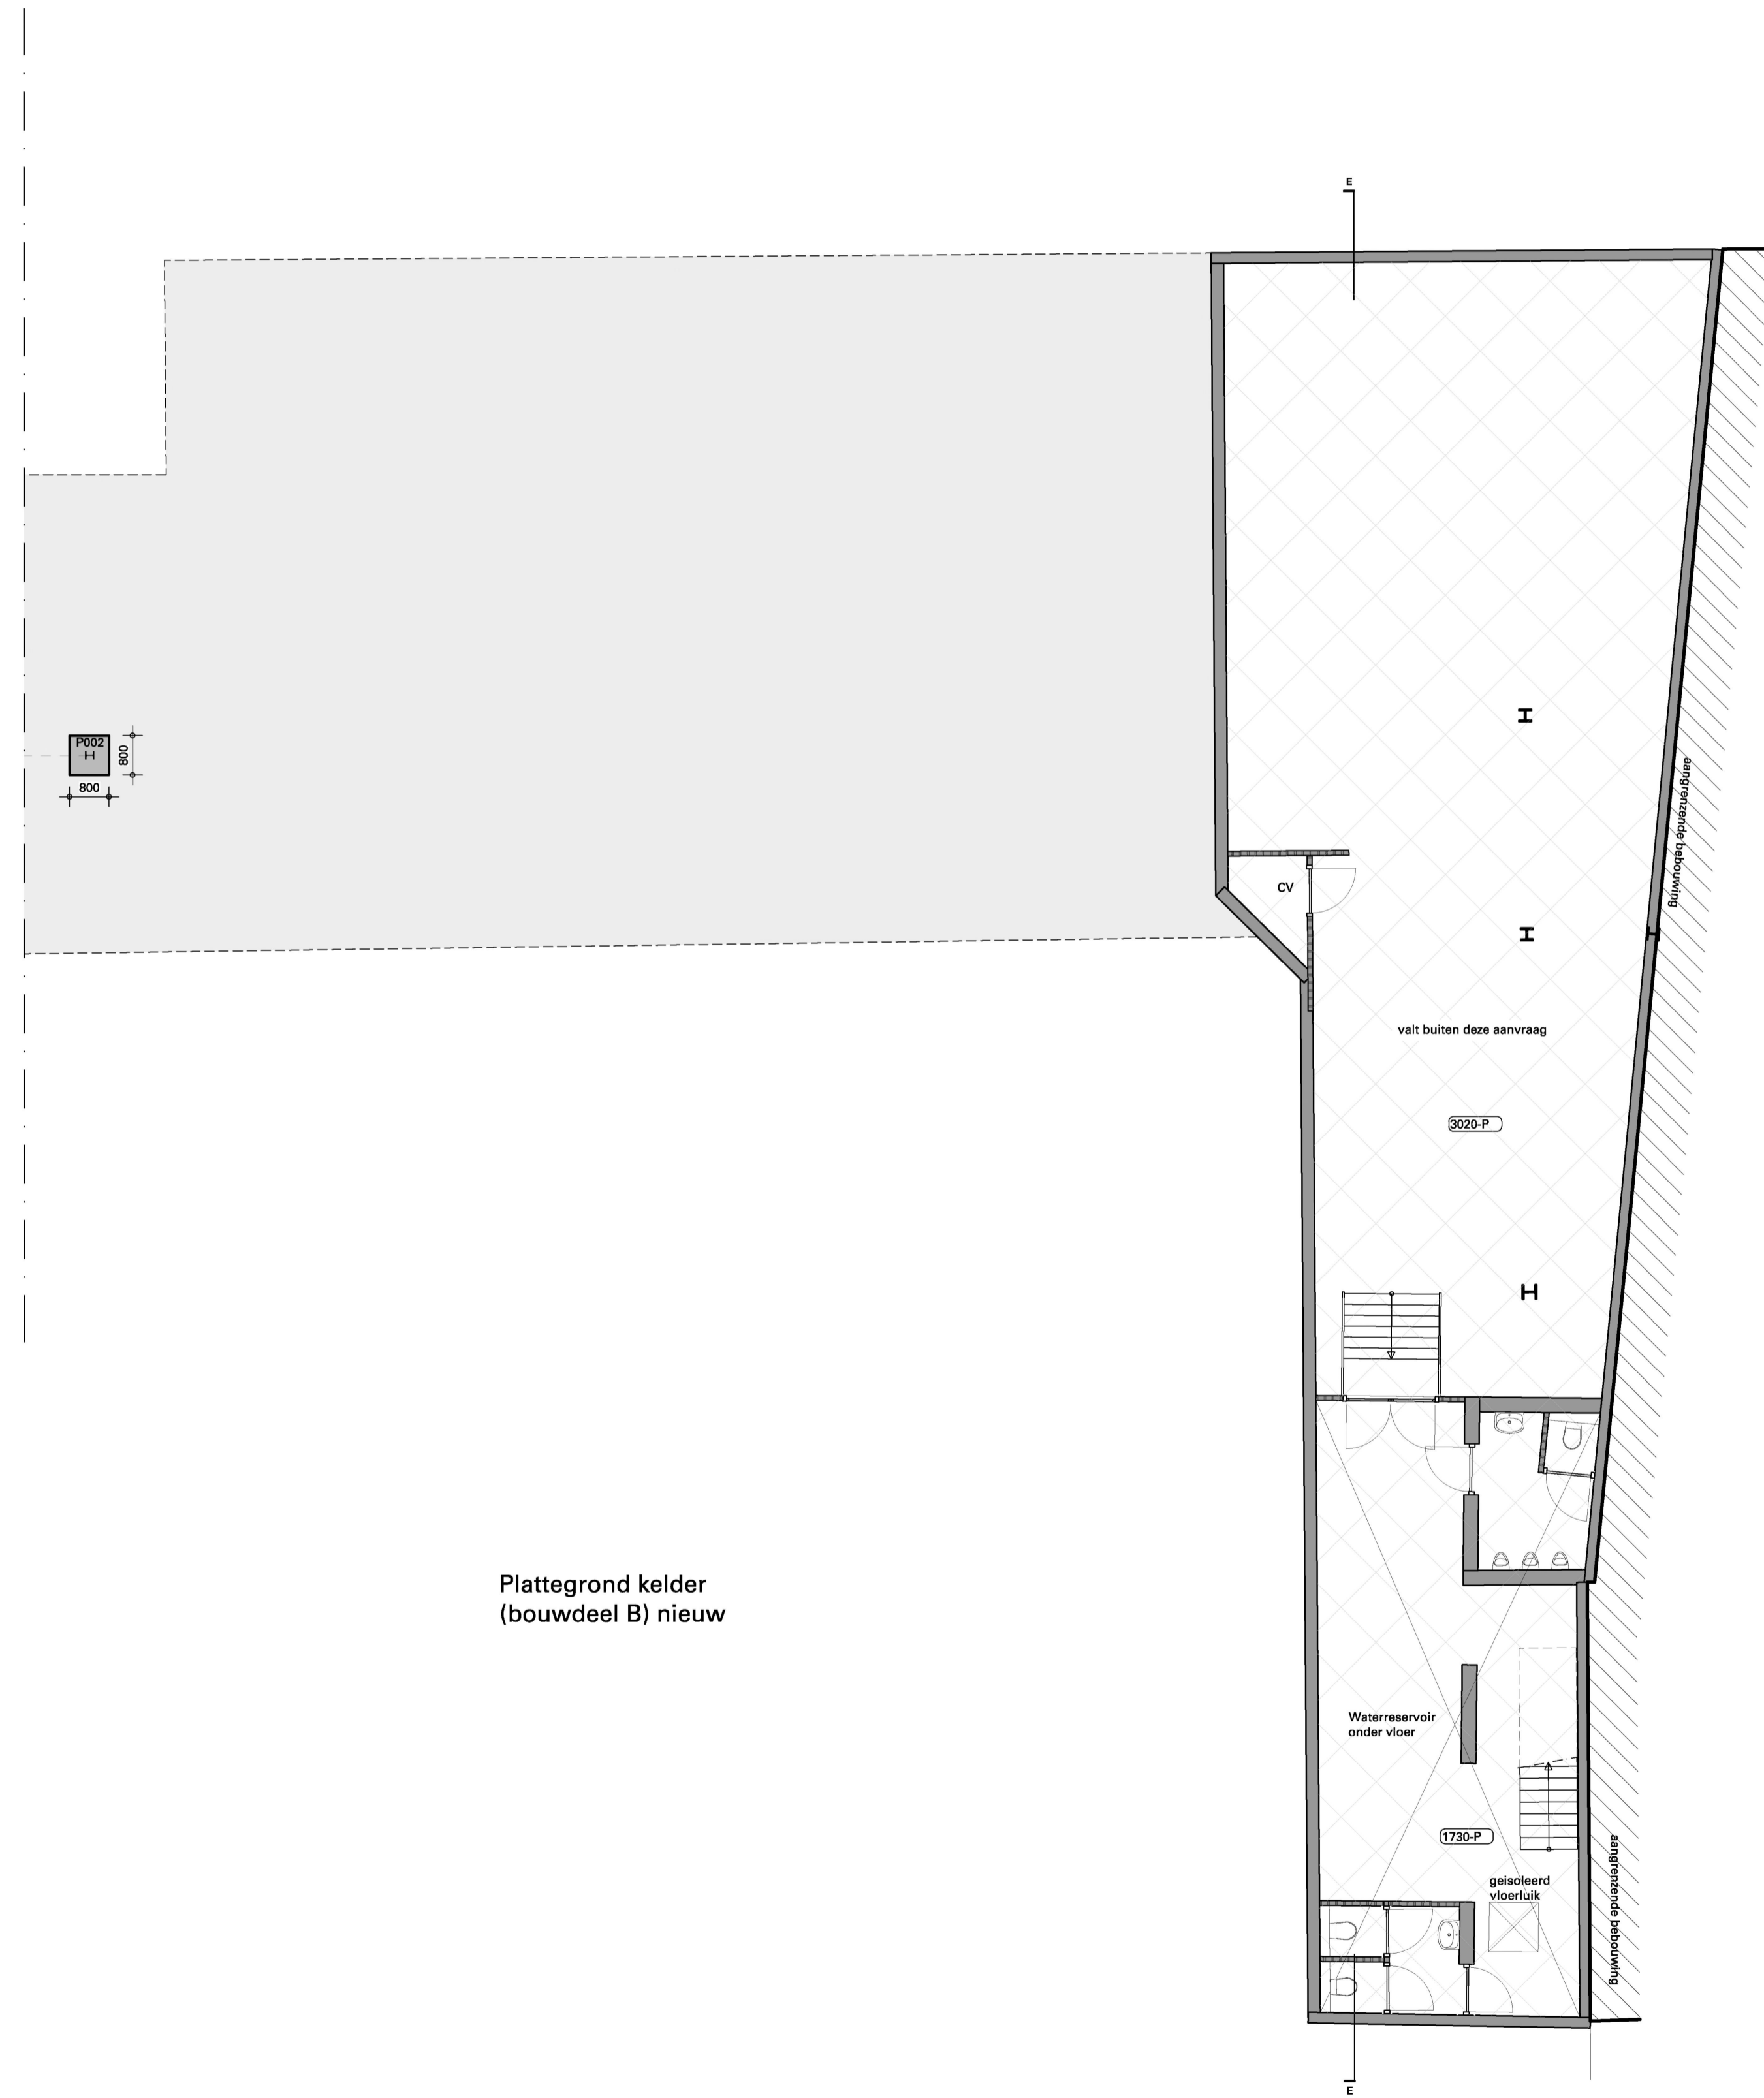 E
P002
800
800
aangrenzende bebouwing
CV
valt buiten deze aanvraag
3020-P
Plattegrond kelder
(bouwdeel B) nieuw
Waterreservoir
onder vloer
1730-P
geisoleerd
vloerluik
aangrenzende bebouwing
E